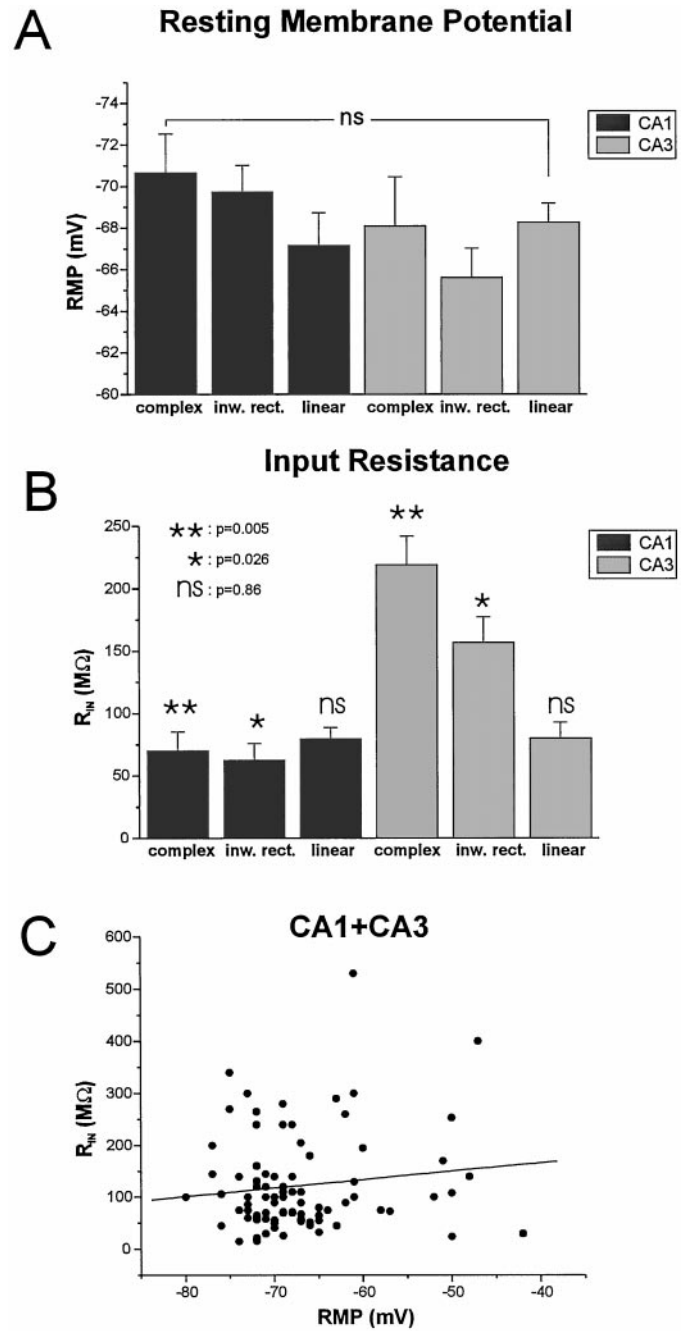 A
Resting Membrane Potential
-74
-72
-70
-68
-66
-64
-62
-60
RMP (mV)
ns
CA1
CA3
complex inw. rect. linear complex inw. rect. linear
B
Input Resistance
250
200
150
100
50
0
R_IN (MΩ)
** : p=0.005
* : p=0.026
ns : p=0.86
** * ns ** * ns
CA1
CA3
complex inw. rect. linear complex inw. rect. linear
C
CA1+CA3
600
500
400
300
200
100
0
R_IN (MΩ)
-80 -70 -60 -50 -40
RMP (mV)